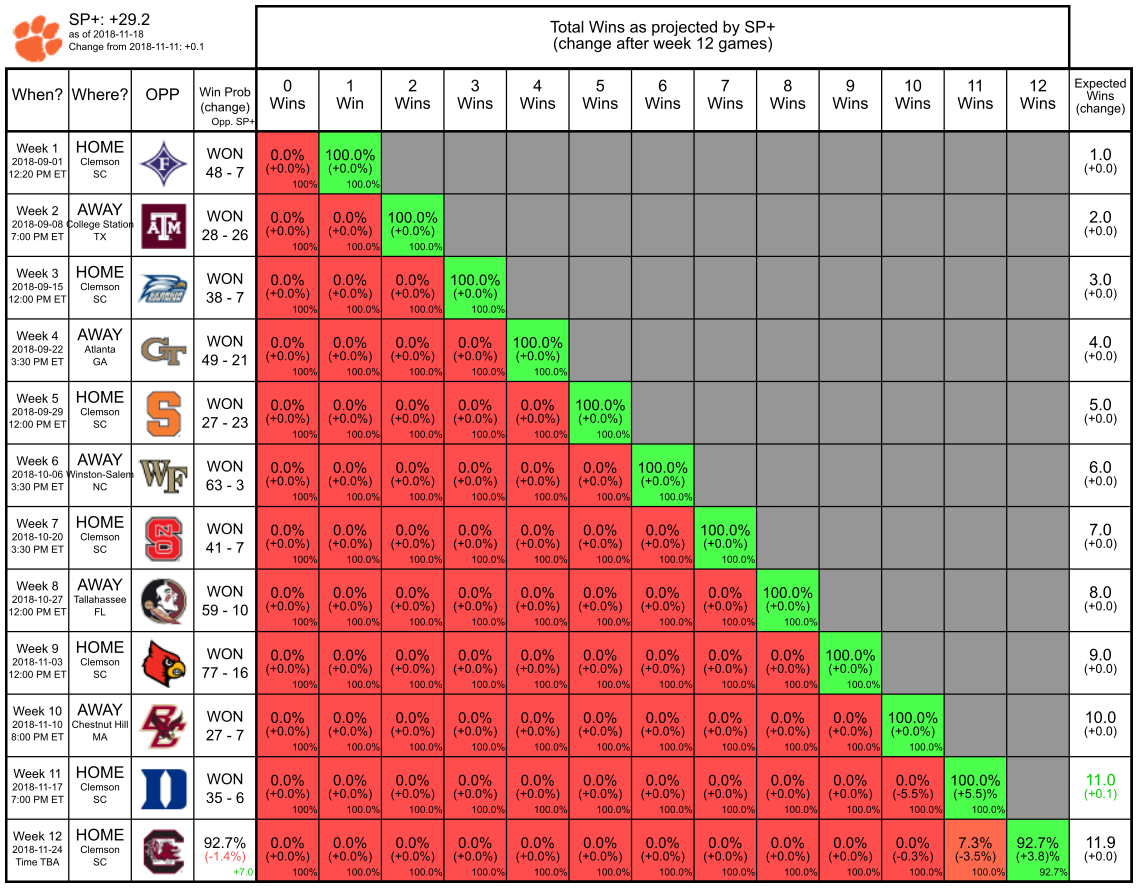 SP+: +29.2
as of 2018-11-18
Change from 2018-11-11: +0.1
Total Wins as projected by SP+
(change after week 12 games)
When? Where? OPP Win Prob (change) Opp. SP+ 0 Wins 1 Win 2 Wins 3 Wins 4 Wins 5 Wins 6 Wins 7 Wins 8 Wins 9 Wins 10 Wins 11 Wins 12 Wins Expected Wins (change)
Week 1 HOME WON 0.0% 100.0% 1.0
2018-09-01 Clemson F (+0.0%) (+0.0%) (+0.0)
12:20 PM ET SC 48 - 7 100% 100.0%
Week 2 AWAY WON 0.0% 0.0% 100.0% 2.0
2018-09-08 College Station ATM (+0.0%) (+0.0%) (+0.0%) (+0.0)
7:00 PM ET TX 28 - 26 100% 100.0% 100.0%
Week 3 HOME WON 0.0% 0.0% 0.0% 100.0% 3.0
2018-09-15 Clemson (+0.0%) (+0.0%) (+0.0%) (+0.0%) (+0.0)
12:00 PM ET SC 38 - 7 100% 100.0% 100.0% 100.0%
Week 4 AWAY WON 0.0% 0.0% 0.0% 0.0% 100.0% 4.0
2018-09-22 Atlanta GT (+0.0%) (+0.0%) (+0.0%) (+0.0%) (+0.0%) (+0.0)
3:30 PM ET GA 49 - 21 100% 100.0% 100.0% 100.0% 100.0%
Week 5 HOME WON 0.0% 0.0% 0.0% 0.0% 0.0% 100.0% 5.0
2018-09-29 Clemson S (+0.0%) (+0.0%) (+0.0%) (+0.0%) (+0.0%) (+0.0%) (+0.0)
12:00 PM ET SC 27 - 23 100% 100.0% 100.0% 100.0% 100.0% 100.0%
Week 6 AWAY WON 0.0% 0.0% 0.0% 0.0% 0.0% 0.0% 100.0% 6.0
2018-10-06 Winston-Salem WF (+0.0%) (+0.0%) (+0.0%) (+0.0%) (+0.0%) (+0.0%) (+0.0%) (+0.0)
3:30 PM ET NC 63 - 3 100% 100.0% 100.0% 100.0% 100.0% 100.0% 100.0%
Week 7 HOME WON 0.0% 0.0% 0.0% 0.0% 0.0% 0.0% 0.0% 100.0% 7.0
2018-10-20 Clemson NCS (+0.0%) (+0.0%) (+0.0%) (+0.0%) (+0.0%) (+0.0%) (+0.0%) (+0.0%) (+0.0)
3:30 PM ET SC 41 - 7 100% 100.0% 100.0% 100.0% 100.0% 100.0% 100.0% 100.0%
Week 8 AWAY WON 0.0% 0.0% 0.0% 0.0% 0.0% 0.0% 0.0% 0.0% 100.0% 8.0
2018-10-27 Tallahassee (+0.0%) (+0.0%) (+0.0%) (+0.0%) (+0.0%) (+0.0%) (+0.0%) (+0.0%) (+0.0%) (+0.0)
12:00 PM ET FL 59 - 10 100% 100.0% 100.0% 100.0% 100.0% 100.0% 100.0% 100.0% 100.0%
Week 9 HOME WON 0.0% 0.0% 0.0% 0.0% 0.0% 0.0% 0.0% 0.0% 0.0% 100.0% 9.0
2018-11-03 Clemson (+0.0%) (+0.0%) (+0.0%) (+0.0%) (+0.0%) (+0.0%) (+0.0%) (+0.0%) (+0.0%) (+0.0%) (+0.0)
12:00 PM ET SC 77 - 16 100% 100.0% 100.0% 100.0% 100.0% 100.0% 100.0% 100.0% 100.0% 100.0%
Week 10 AWAY WON 0.0% 0.0% 0.0% 0.0% 0.0% 0.0% 0.0% 0.0% 0.0% 0.0% 100.0% 10.0
2018-11-10 Chestnut Hill BC (+0.0%) (+0.0%) (+0.0%) (+0.0%) (+0.0%) (+0.0%) (+0.0%) (+0.0%) (+0.0%) (+0.0%) (+0.0%) (+0.0)
8:00 PM ET MA 27 - 7 100% 100.0% 100.0% 100.0% 100.0% 100.0% 100.0% 100.0% 100.0% 100.0% 100.0%
Week 11 HOME WON 0.0% 0.0% 0.0% 0.0% 0.0% 0.0% 0.0% 0.0% 0.0% 0.0% 0.0% 100.0% 11.0
2018-11-17 Clemson D (+0.0%) (+0.0%) (+0.0%) (+0.0%) (+0.0%) (+0.0%) (+0.0%) (+0.0%) (+0.0%) (+0.0%) (-5.5%) (+5.5)% (+0.1)
7:00 PM ET SC 35 - 6 100% 100.0% 100.0% 100.0% 100.0% 100.0% 100.0% 100.0% 100.0% 100.0% 100.0% 100.0%
Week 12 HOME 92.7% 0.0% 0.0% 0.0% 0.0% 0.0% 0.0% 0.0% 0.0% 0.0% 0.0% 0.0% 7.3% 92.7% 11.9
2018-11-24 Clemson C (-1.4%) (+0.0%) (+0.0%) (+0.0%) (+0.0%) (+0.0%) (+0.0%) (+0.0%) (+0.0%) (+0.0%) (+0.0%) (-0.3%) (-3.5%) (+3.8)% (+0.0)
Time TBA SC +7.0 100% 100.0% 100.0% 100.0% 100.0% 100.0% 100.0% 100.0% 100.0% 100.0% 100.0% 100.0% 92.7%